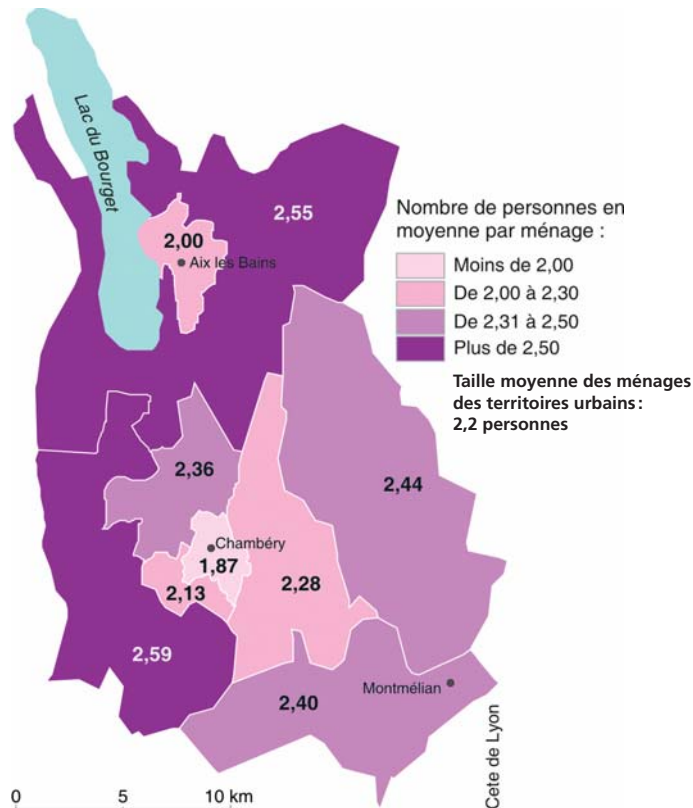 Lac du Bourget
2,55
2,00
Aix les Bains
Nombre de personnes en
moyenne par ménage :
Moins de 2,00
De 2,00 à 2,30
De 2,31 à 2,50
Plus de 2,50
Taille moyenne des ménages
des territoires urbains :
2,2 personnes
2,36
2,44
Chambéry
1,87
2,13
2,28
2,59
2,40
Montmélian
Cete de Lyon
0 5 10 km